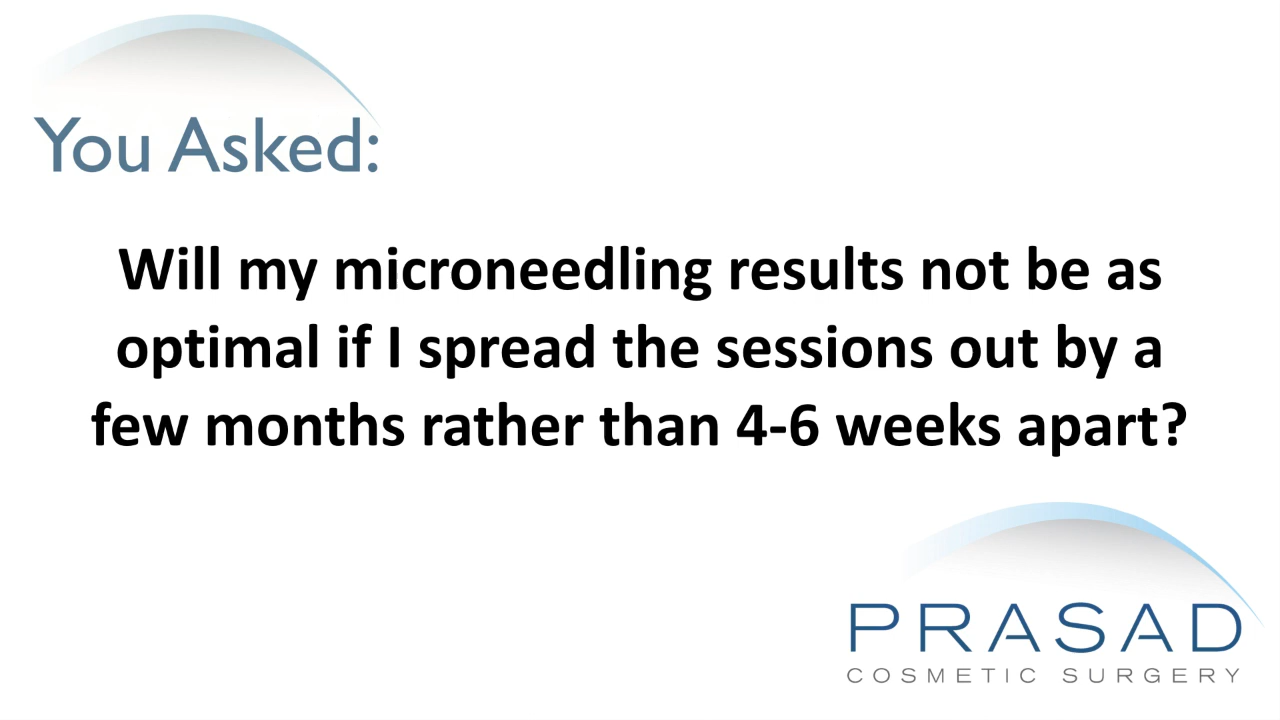 You Asked:
Will my microneedling results not be as
optimal if I spread the sessions out by a
few months rather than 4-6 weeks apart?
PRASAD
COSMETIC SURGERY